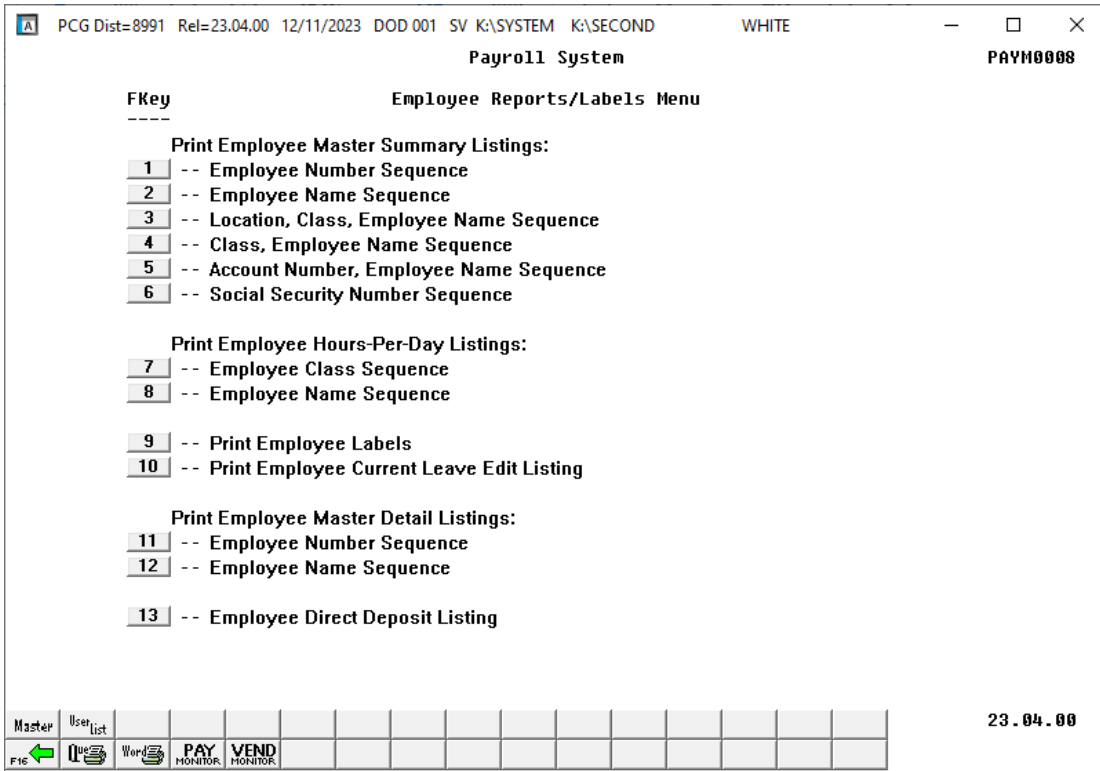 A PCG Dist=8991 Rel=23.04.00 12/11/2023 DOD 001 SV K:\SYSTEM K:\SECOND WHITE
Payroll System PAYM0008
FKey Employee Reports/Labels Menu
----
Print Employee Master Summary Listings:
1 -- Employee Number Sequence
2 -- Employee Name Sequence
3 -- Location, Class, Employee Name Sequence
4 -- Class, Employee Name Sequence
5 -- Account Number, Employee Name Sequence
6 -- Social Security Number Sequence
Print Employee Hours-Per-Day Listings:
7 -- Employee Class Sequence
8 -- Employee Name Sequence
9 -- Print Employee Labels
10 -- Print Employee Current Leave Edit Listing
Print Employee Master Detail Listings:
11 -- Employee Number Sequence
12 -- Employee Name Sequence
13 -- Employee Direct Deposit Listing
Master User List 23.04.00
F16 Que Word PAY MONITOR VEND MONITOR